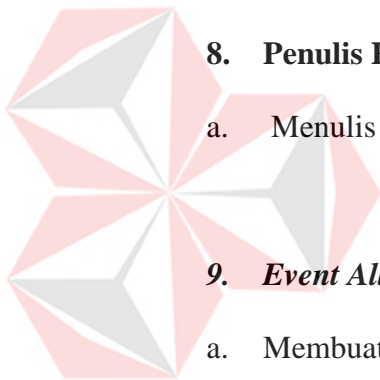 8. Penulis
a. Menulis
9. Event
a. Membuat